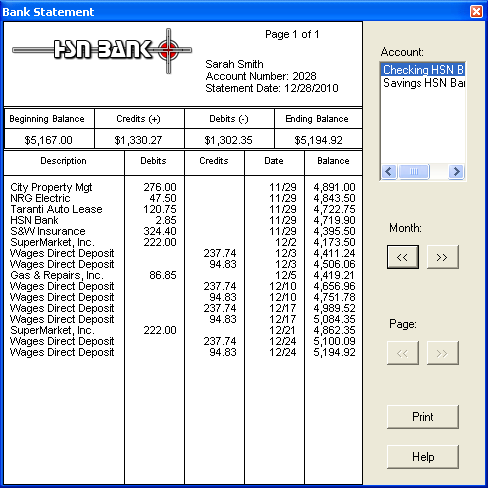 Bank Statement
HSN BANK
Page 1 of 1
Sarah Smith
Account Number: 2028
Statement Date: 12/28/2010
Beginning Balance Credits (+) Debits (-) Ending Balance
$5,167.00 $1,330.27 $1,302.35 $5,194.92
Description Debits Credits Date Balance
City Property Mgt 276.00 11/29 4,891.00
NRG Electric 47.50 11/29 4,843.50
Taranti Auto Lease 120.75 11/29 4,722.75
HSN Bank 2.85 11/29 4,719.90
S&W Insurance 324.40 11/29 4,395.50
SuperMarket, Inc. 222.00 12/2 4,173.50
Wages Direct Deposit 237.74 12/3 4,411.24
Wages Direct Deposit 94.83 12/3 4,506.06
Gas & Repairs, Inc. 86.85 12/5 4,419.21
Wages Direct Deposit 237.74 12/10 4,656.96
Wages Direct Deposit 94.83 12/10 4,751.78
Wages Direct Deposit 237.74 12/17 4,989.52
Wages Direct Deposit 94.83 12/17 5,084.35
SuperMarket, Inc. 222.00 12/21 4,862.35
Wages Direct Deposit 237.74 12/24 5,100.09
Wages Direct Deposit 94.83 12/24 5,194.92
Account:
Checking HSN B
Savings HSN Ban
Month:
<< >>
Page:
<< >>
Print
Help